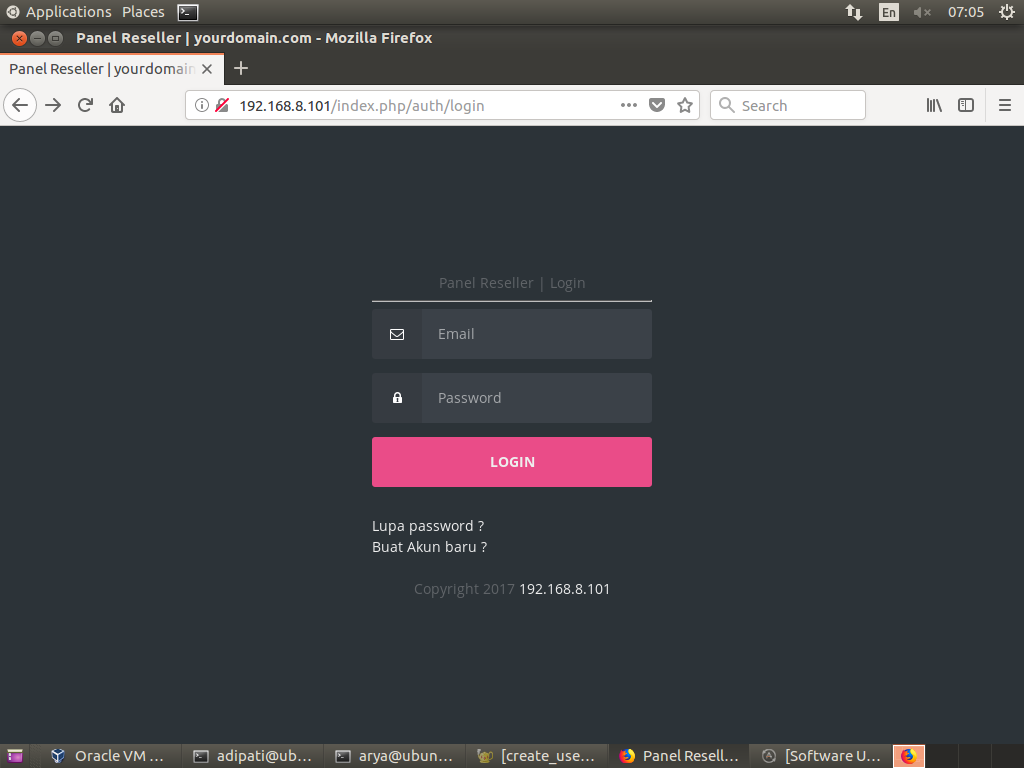 Applications Places En 07:05
Panel Reseller | yourdomain.com - Mozilla Firefox
Panel Reseller | yourdomain
192.168.8.101/index.php/auth/login Search
Panel Reseller | Login
Email
Password
LOGIN
Lupa password ?
Buat Akun baru ?
Copyright 2017 192.168.8.101
Oracle VM ... adipati@ub... arya@ubun... [create_use... Panel Resell... [Software U...